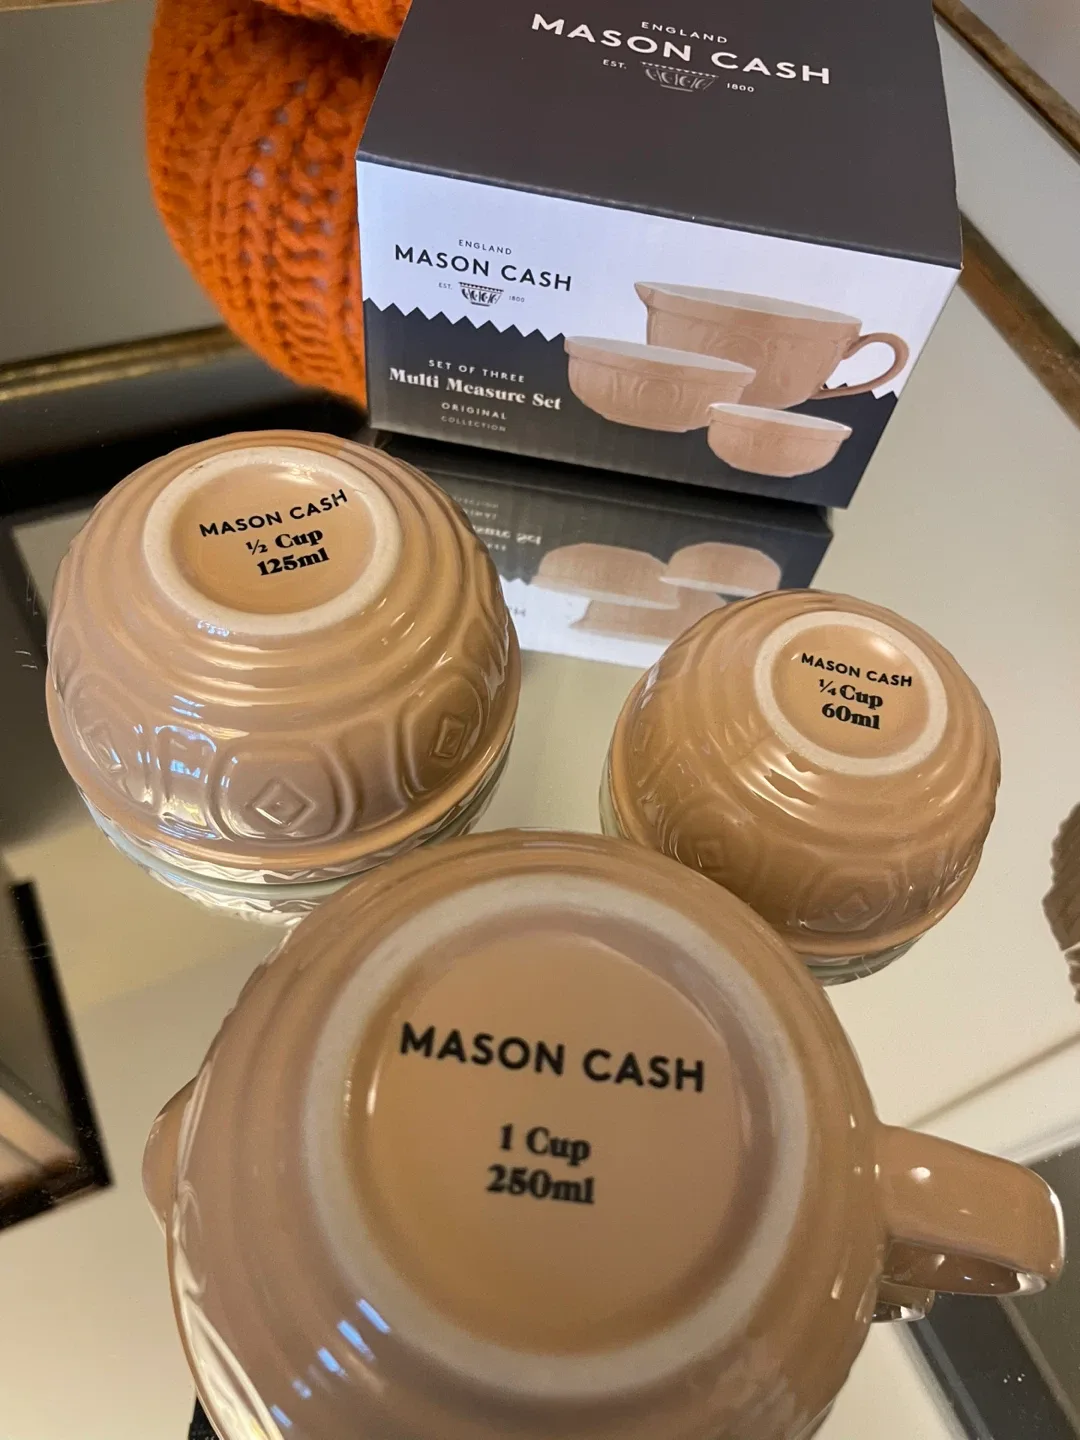 ENGLAND
MASON CASH
EST. 1800
ENGLAND
MASON CASH
EST. 1800
SET OF THREE
Multi Measure Set
ORIGINAL
COLLECTION
MASON CASH
½ Cup
125ml
MASON CASH
¼ Cup
60ml
MASON CASH
1 Cup
250ml